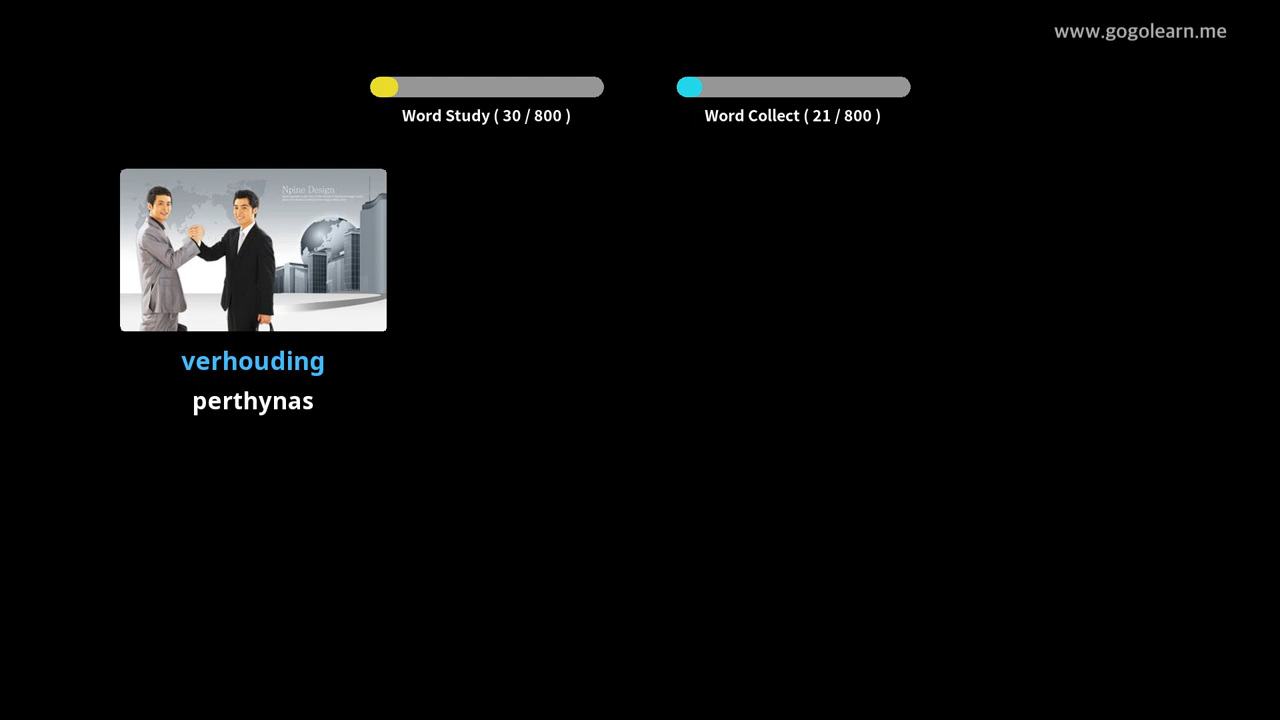 www.gogolearn.me
Word Study ( 30 / 800 )
Word Collect ( 21 / 800 )
Npine Design
verhouding
perthynas